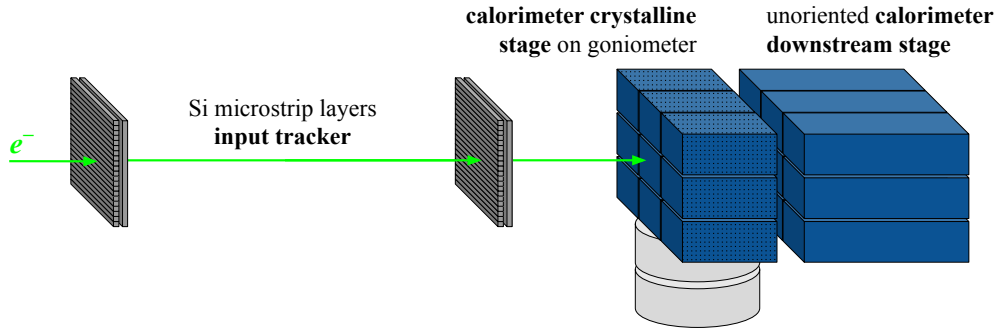 calorimeter crystalline
stage on goniometer
unoriented calorimeter
downstream stage
Si microstrip layers
input tracker
e⁻